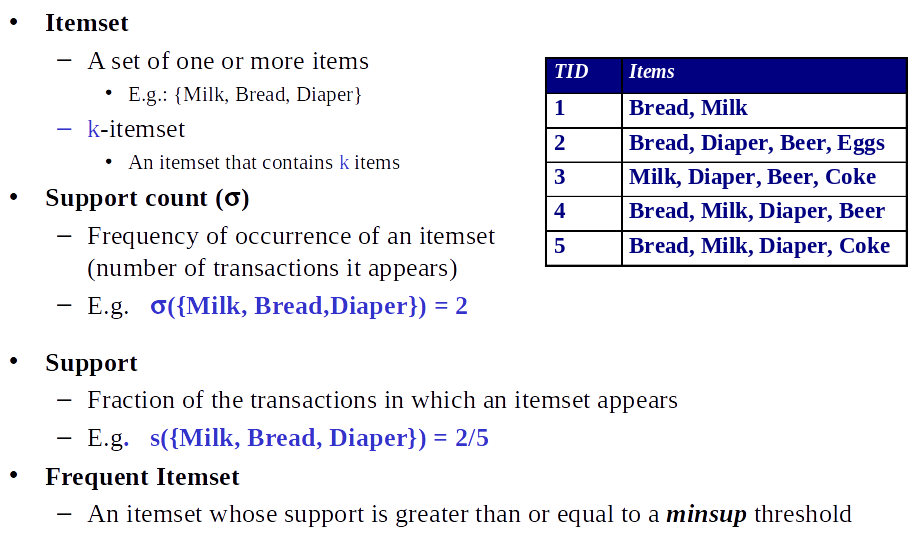 • Itemset
– A set of one or more items
• E.g.: {Milk, Bread, Diaper}
– k-itemset
• An itemset that contains k items
• Support count (σ)
– Frequency of occurrence of an itemset
(number of transactions it appears)
– E.g. σ({Milk, Bread,Diaper}) = 2
• Support
– Fraction of the transactions in which an itemset appears
– E.g. s({Milk, Bread, Diaper}) = 2/5
• Frequent Itemset
– An itemset whose support is greater than or equal to a minsup threshold
TID Items
1 Bread, Milk
2 Bread, Diaper, Beer, Eggs
3 Milk, Diaper, Beer, Coke
4 Bread, Milk, Diaper, Beer
5 Bread, Milk, Diaper, Coke